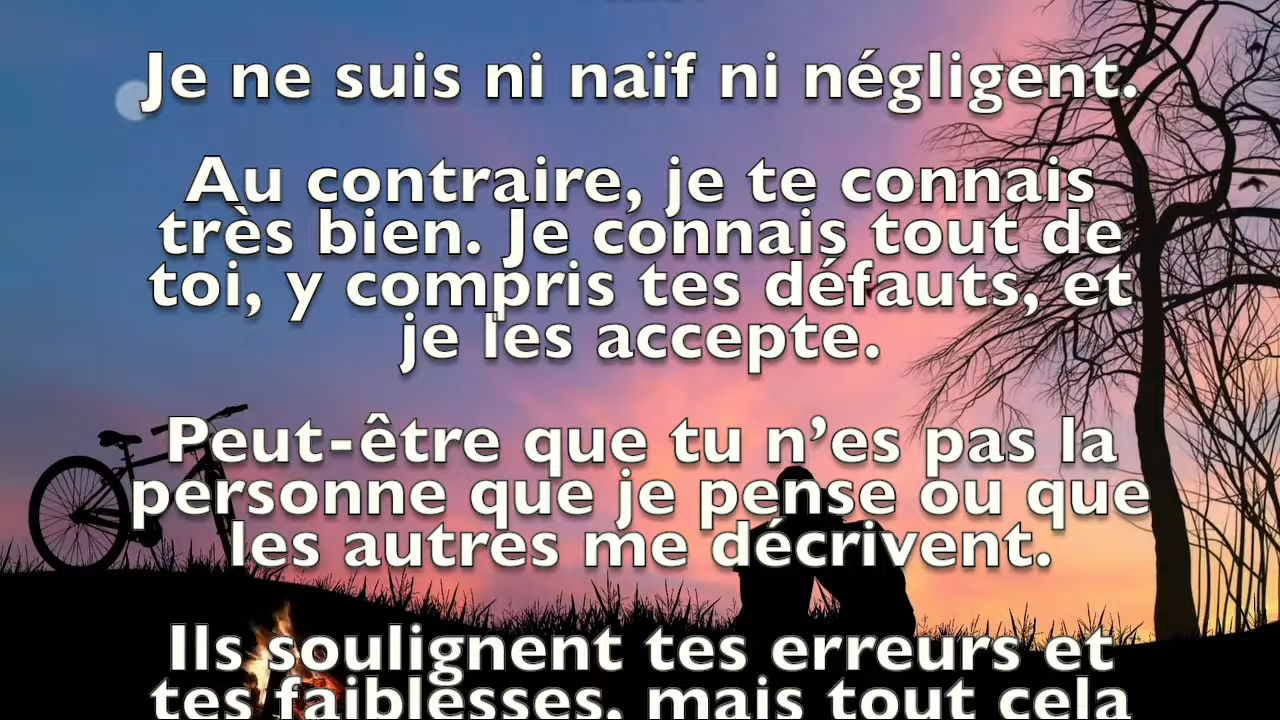 Je ne suis ni naïf ni négligent.
Au contraire, je te connais
très bien. Je connais tout de
toi, y compris tes défauts, et
je les accepte.
Peut-être que tu n’es pas la
personne que je pense ou que
les autres me décrivent.
Ils soulignent tes erreurs et
tes faiblesses, mais tout cela